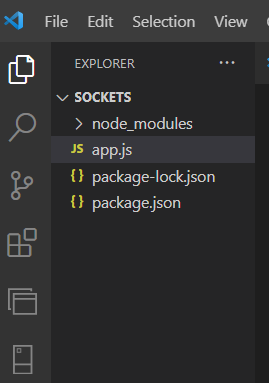 File Edit Selection View
EXPLORER ...
SOCKETS
node_modules
JS app.js
{ } package-lock.json
{ } package.json